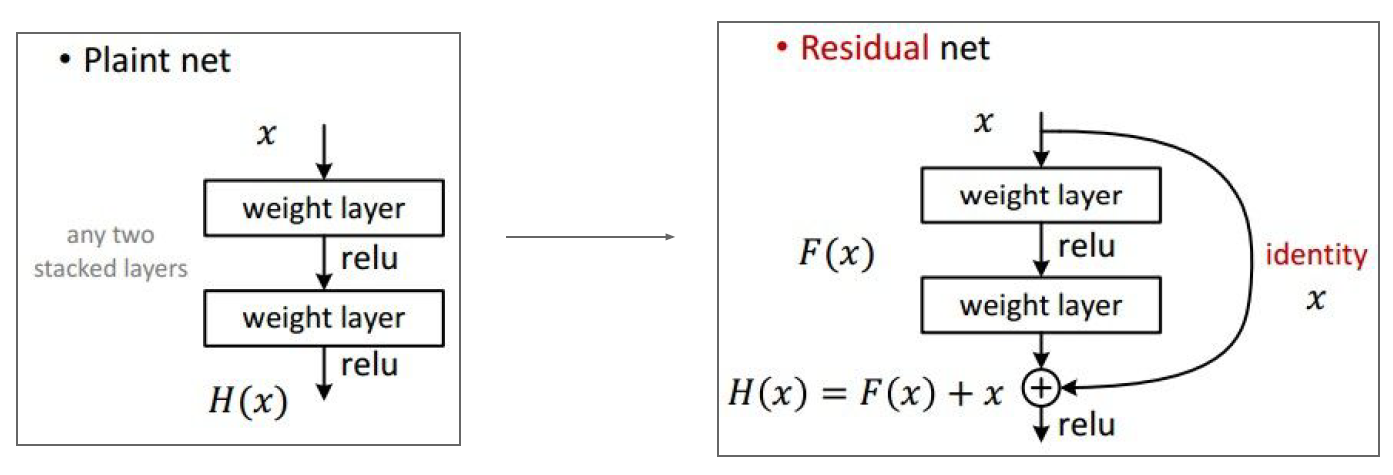 • Plaint net
x
weight layer
any two
stacked layers
relu
weight layer
relu
H(x)
• Residual net
x
weight layer
F(x)
relu
identity
x
weight layer
H(x) = F(x) + x
+
relu